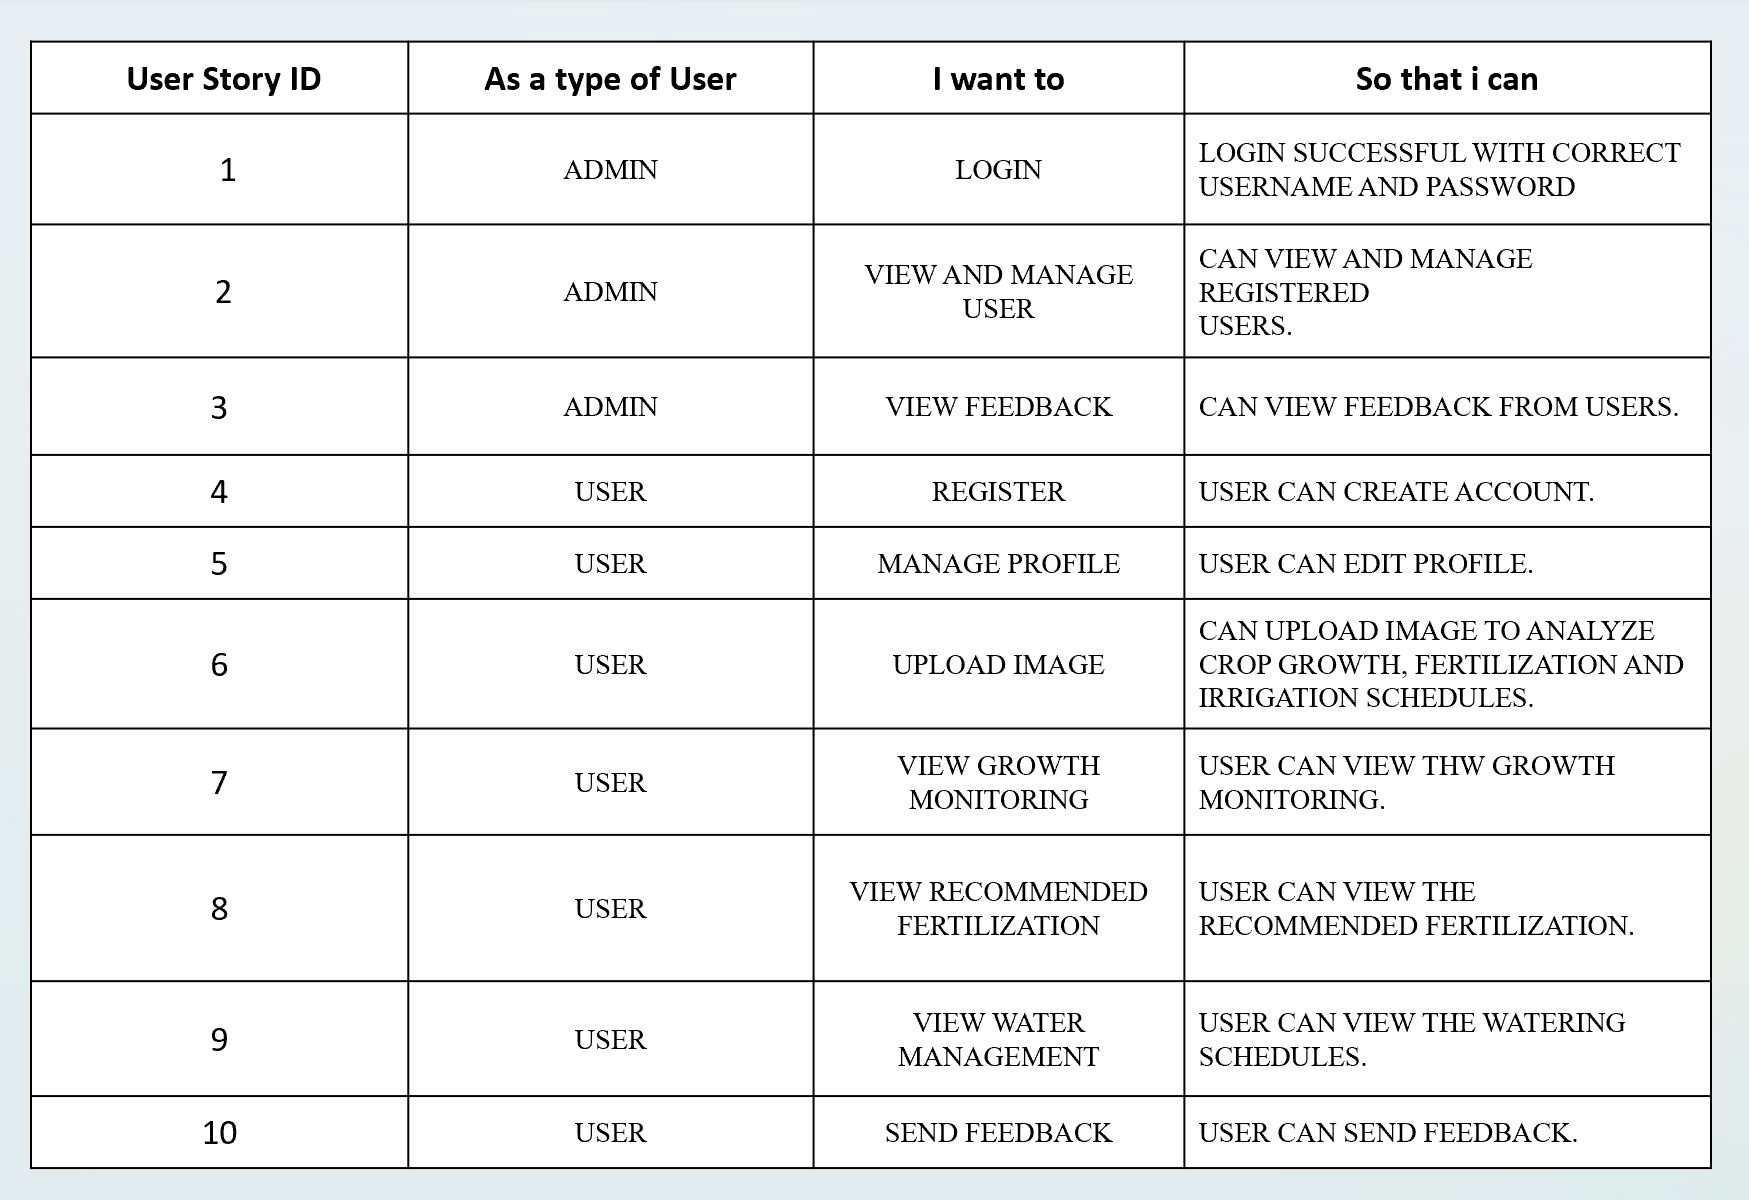 User Story ID
As a type of User
I want to
So that i can
1
ADMIN
LOGIN
LOGIN SUCCESSFUL WITH CORRECT
USERNAME AND PASSWORD
2
ADMIN
VIEW AND MANAGE
USER
CAN VIEW AND MANAGE
REGISTERED
USERS.
3
ADMIN
VIEW FEEDBACK
CAN VIEW FEEDBACK FROM USERS.
4
USER
REGISTER
USER CAN CREATE ACCOUNT.
5
USER
MANAGE PROFILE
USER CAN EDIT PROFILE.
6
USER
UPLOAD IMAGE
CAN UPLOAD IMAGE TO ANALYZE
CROP GROWTH, FERTILIZATION AND
IRRIGATION SCHEDULES.
7
USER
VIEW GROWTH
MONITORING
USER CAN VIEW THW GROWTH
MONITORING.
8
USER
VIEW RECOMMENDED
FERTILIZATION
USER CAN VIEW THE
RECOMMENDED FERTILIZATION.
9
USER
VIEW WATER
MANAGEMENT
USER CAN VIEW THE WATERING
SCHEDULES.
10
USER
SEND FEEDBACK
USER CAN SEND FEEDBACK.